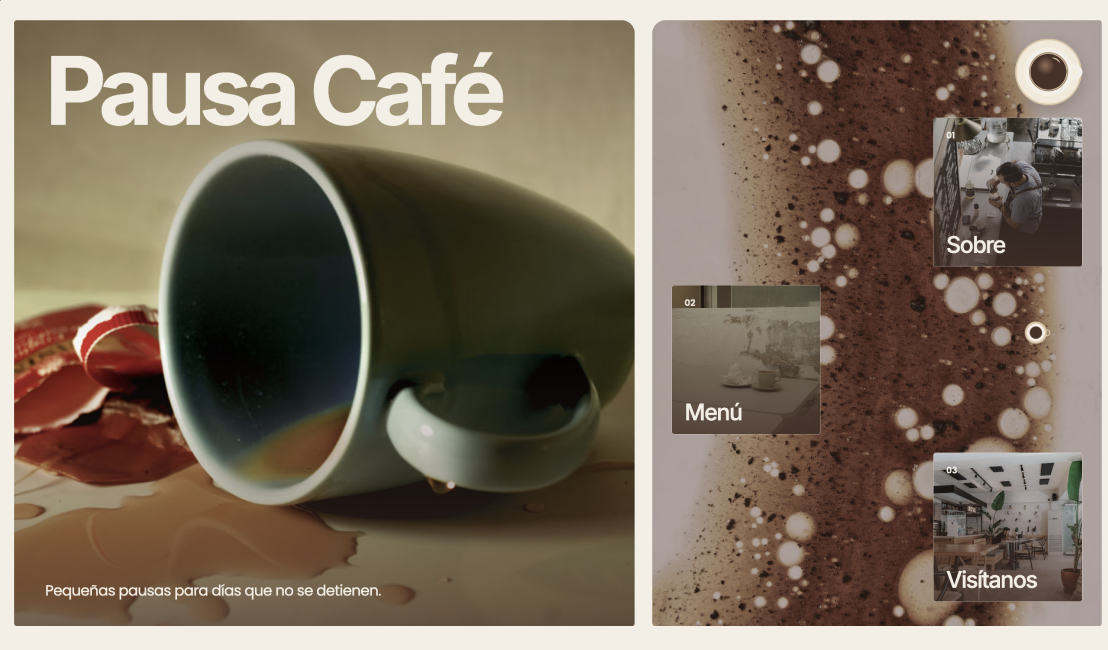 Pausa Café
Pequeñas pausas para días que no se detienen.
01
Sobre
02
Menú
03
Visítanos